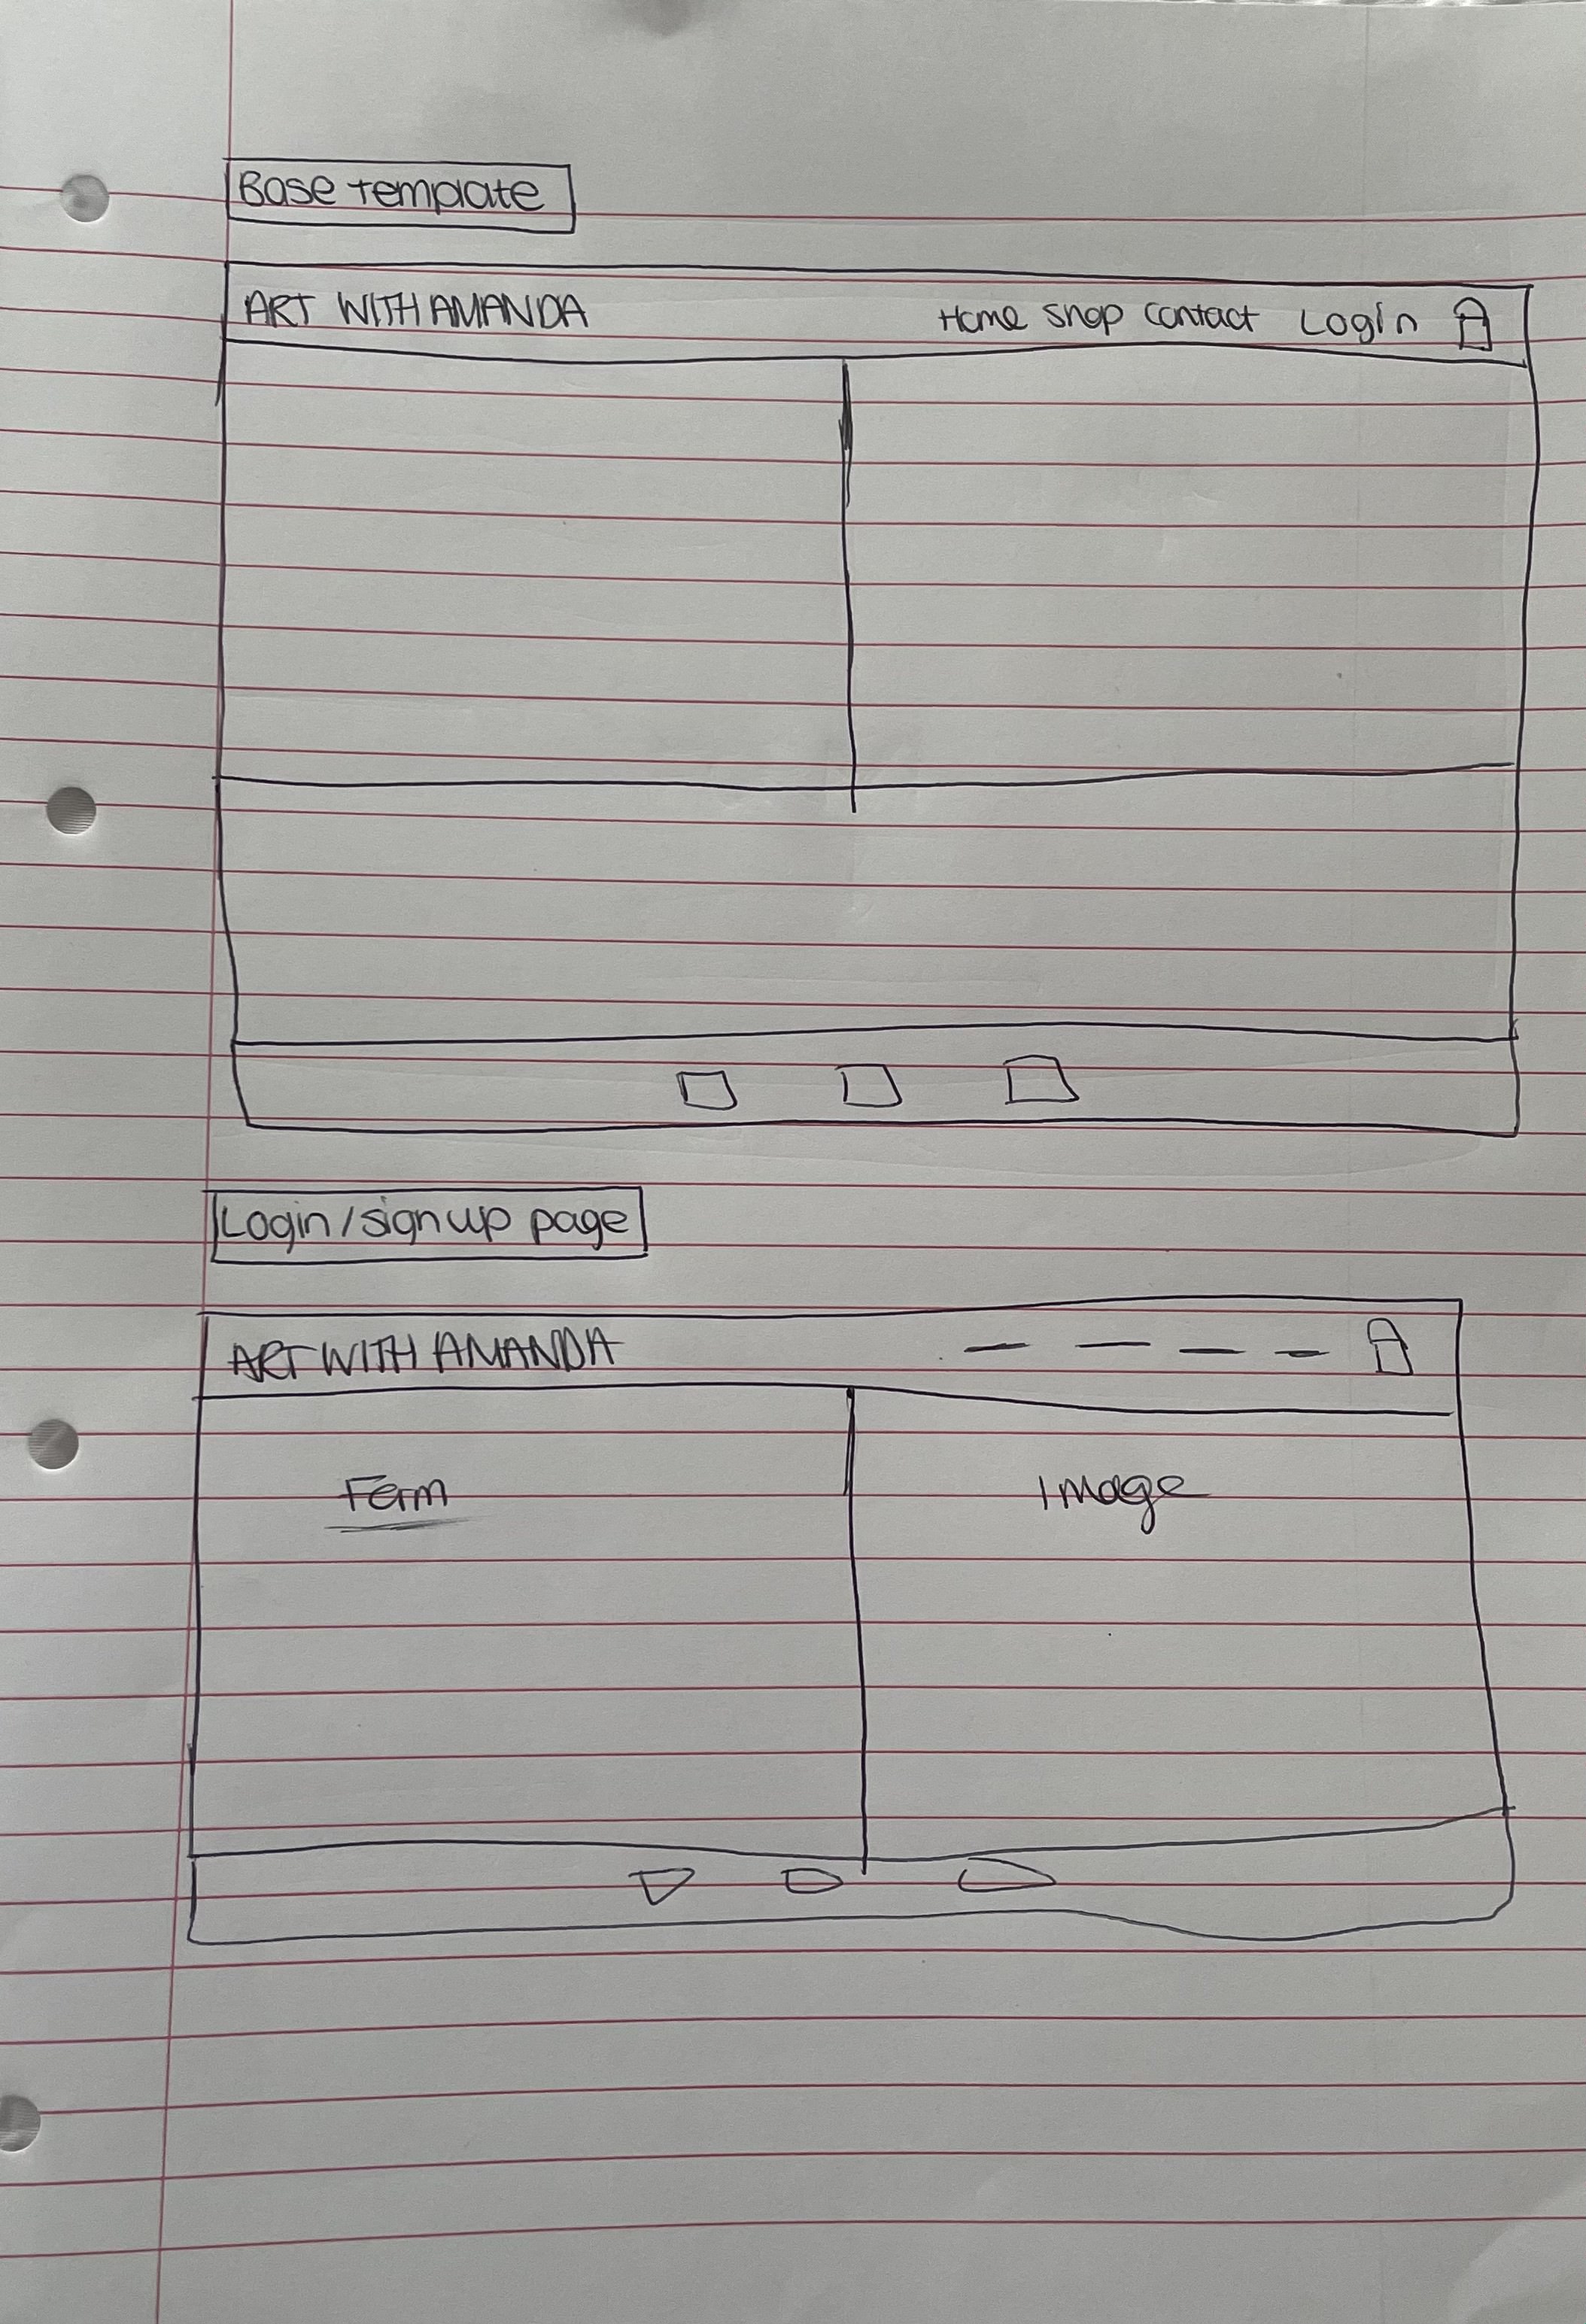 Base template
ART WITH AMANDA Home Shop Contact Login
Login/sign up page
ART WITH AMANDA
Form Image